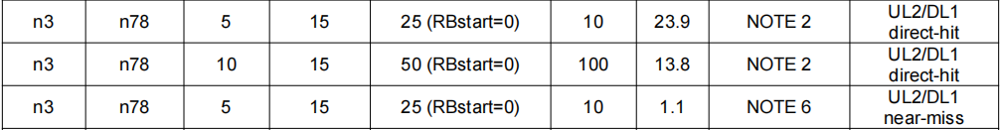 n3 n78 5 15 25 (RBstart=0) 10 23.9 NOTE 2 UL2/DL1 direct-hit
n3 n78 10 15 50 (RBstart=0) 100 13.8 NOTE 2 UL2/DL1 direct-hit
n3 n78 5 15 25 (RBstart=0) 10 1.1 NOTE 6 UL2/DL1 near-miss